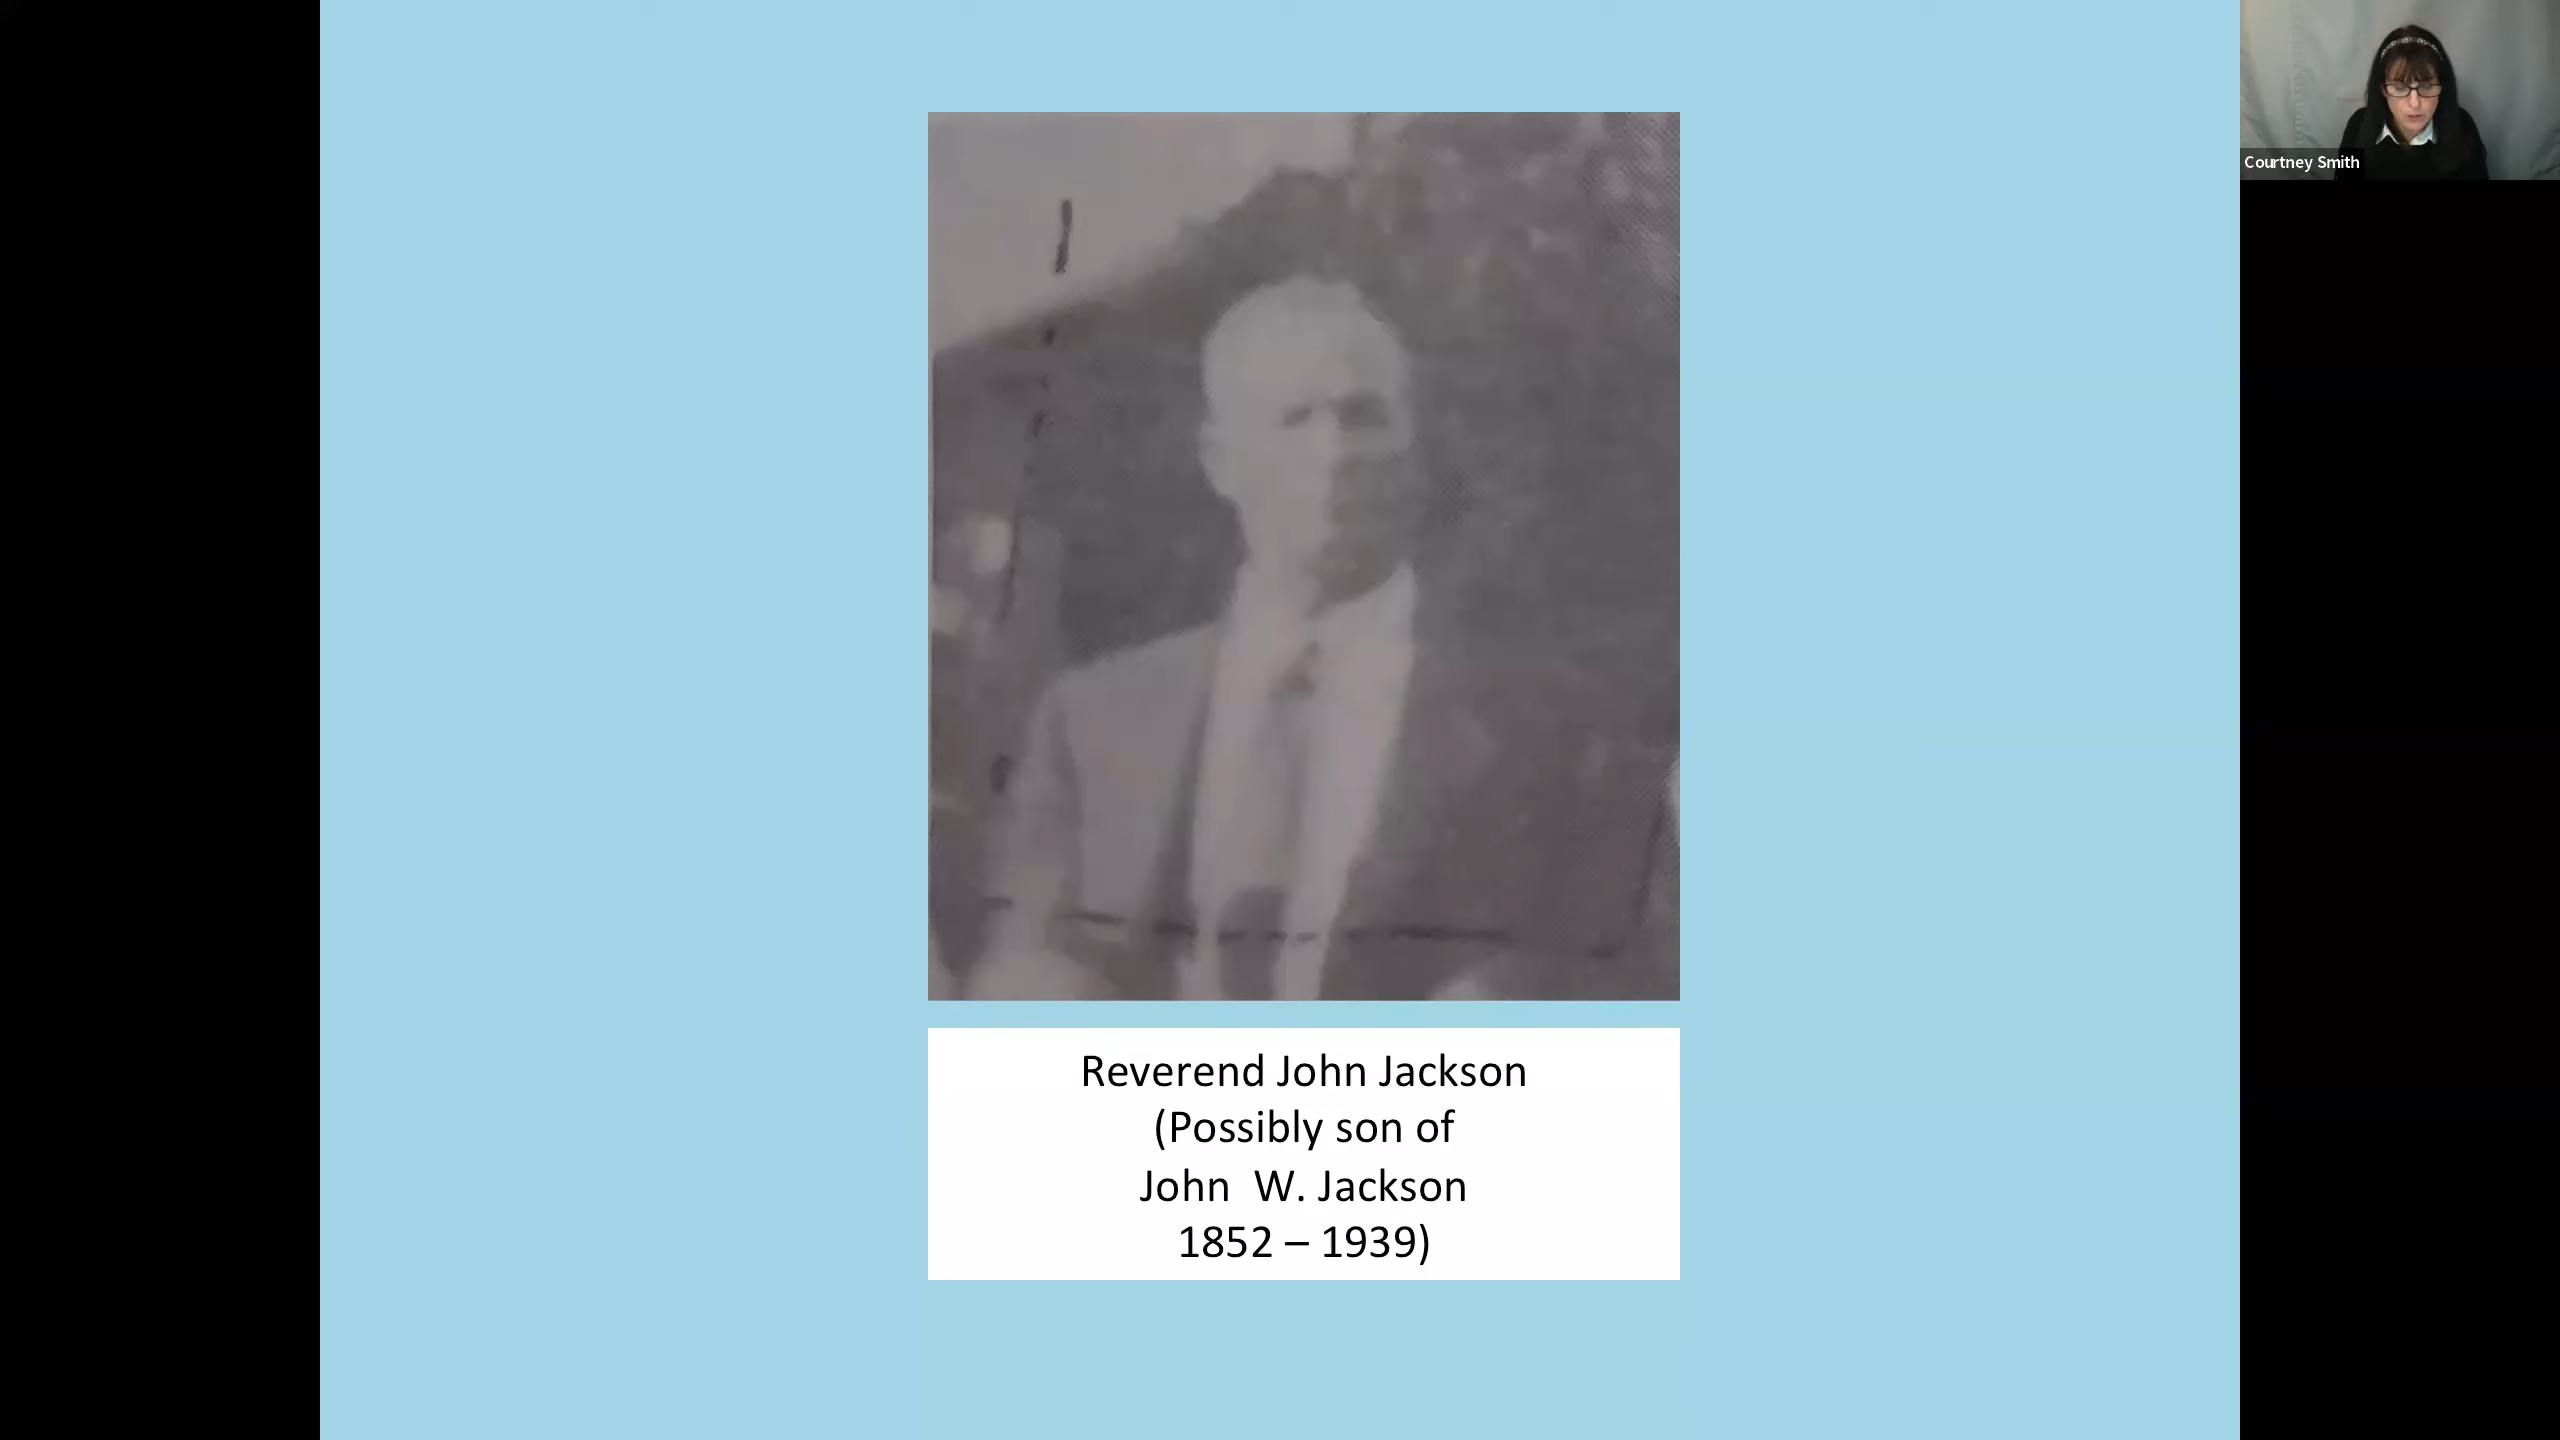 Courtney Smith
Reverend John Jackson
(Possibly son of
John  W. Jackson
1852 – 1939)